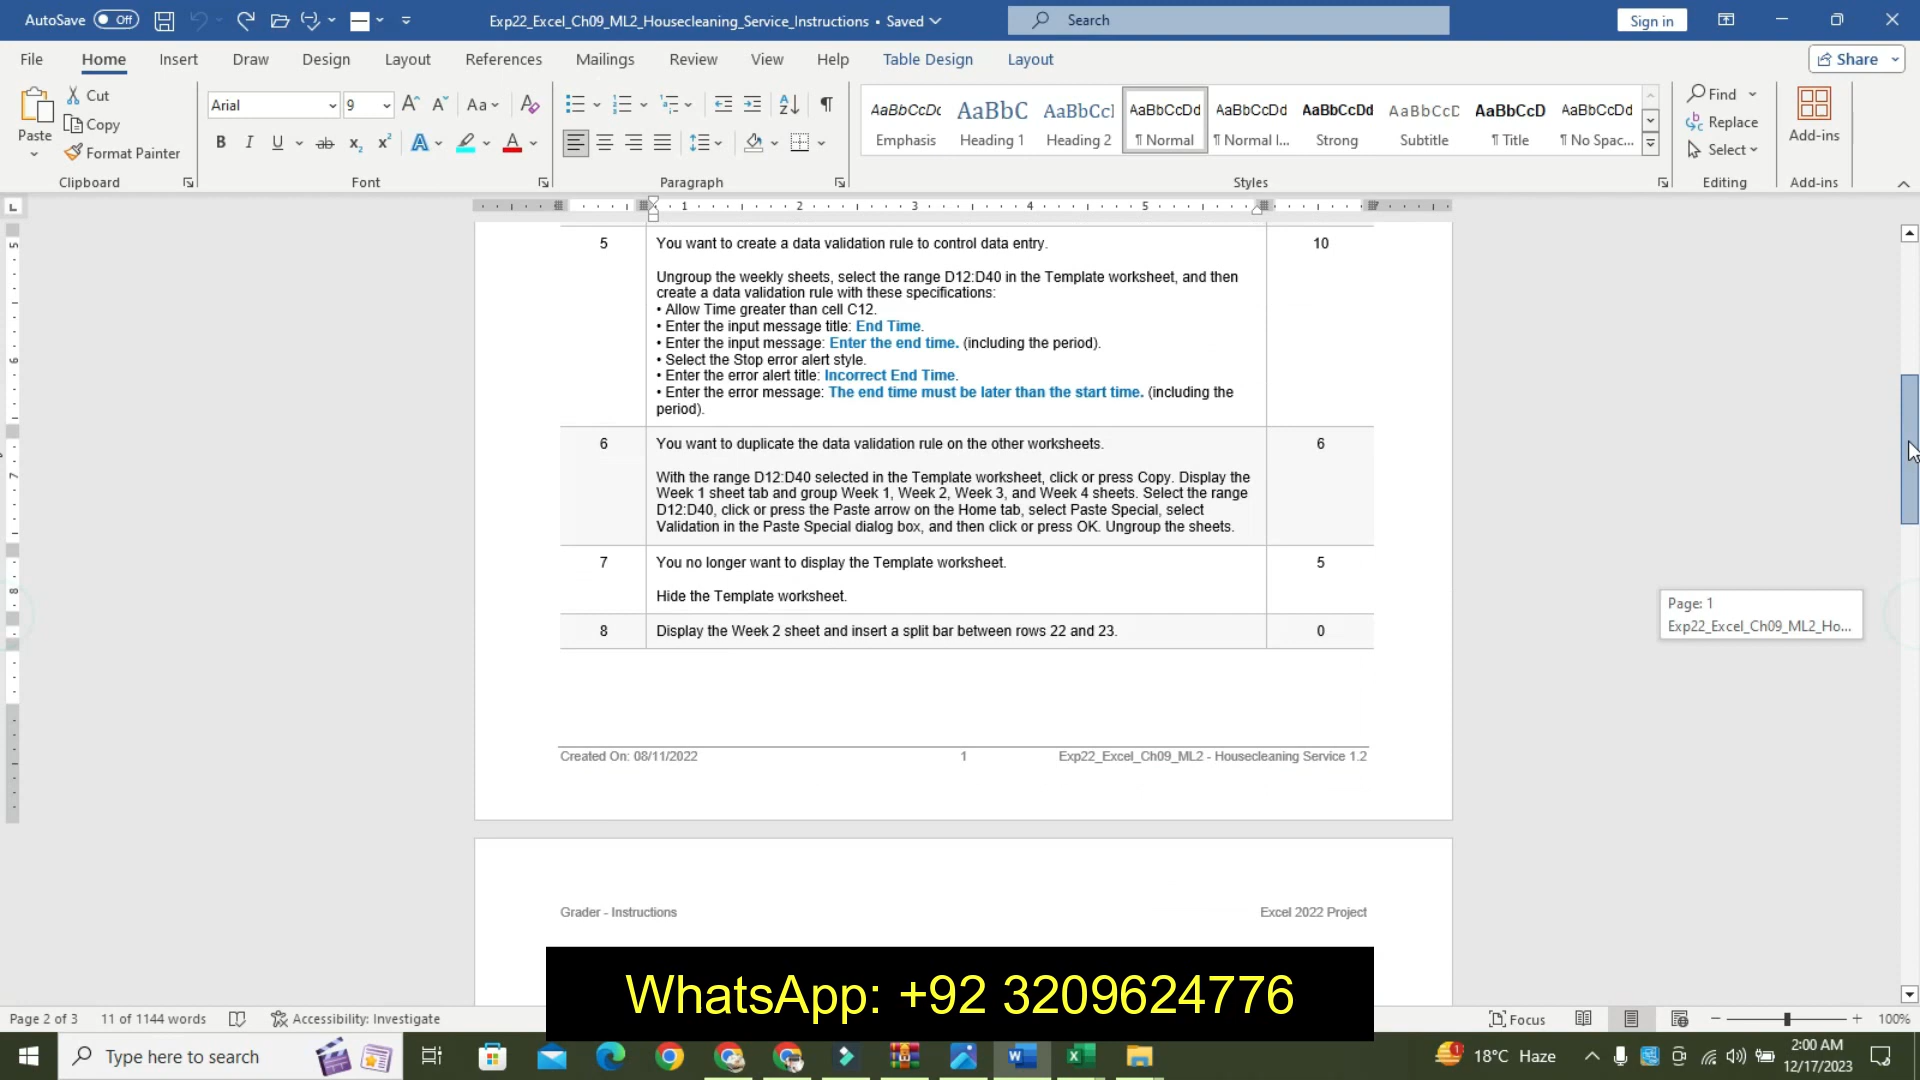 AutoSave Off
Exp22_Excel_Ch09_ML2_Housecleaning_Service_Instructions • Saved
Search
Sign in
File Home Insert Draw Design Layout References Mailings Review View Help Table Design Layout
Share
Paste
Cut
Copy
Format Painter
Clipboard
Arial 9
Font
Paragraph
AaBbCcDc Emphasis
AaBbC Heading 1
AaBbCcI Heading 2
AaBbCcDd ¶ Normal
AaBbCcDd ¶ Normal I...
AaBbCcDd Strong
AaBbCcD Subtitle
AaBbCcD ¶ Title
AaBbCcDd ¶ No Spac...
Styles
Find
Replace
Select
Editing
Add-ins
Add-ins
1 2 3 4 5
5 You want to create a data validation rule to control data entry. 10
Ungroup the weekly sheets, select the range D12:D40 in the Template worksheet, and then
create a data validation rule with these specifications:
• Allow Time greater than cell C12.
• Enter the input message title: End Time.
• Enter the input message: Enter the end time. (including the period).
• Select the Stop error alert style.
• Enter the error alert title: Incorrect End Time.
• Enter the error message: The end time must be later than the start time. (including the
period).
6 You want to duplicate the data validation rule on the other worksheets. 6
With the range D12:D40 selected in the Template worksheet, click or press Copy. Display the
Week 1 sheet tab and group Week 1, Week 2, Week 3, and Week 4 sheets. Select the range
D12:D40, click or press the Paste arrow on the Home tab, select Paste Special, select
Validation in the Paste Special dialog box, and then click or press OK. Ungroup the sheets.
7 You no longer want to display the Template worksheet. 5
Hide the Template worksheet.
8 Display the Week 2 sheet and insert a split bar between rows 22 and 23. 0
Page: 1
Exp22_Excel_Ch09_ML2_Ho...
Created On: 08/11/2022 1 Exp22_Excel_Ch09_ML2 - Housecleaning Service 1.2
Grader - Instructions Excel 2022 Project
WhatsApp: +92 3209624776
Page 2 of 3 11 of 1144 words Accessibility: Investigate Focus 100%
Type here to search
18°C Haze
2:00 AM
12/17/2023